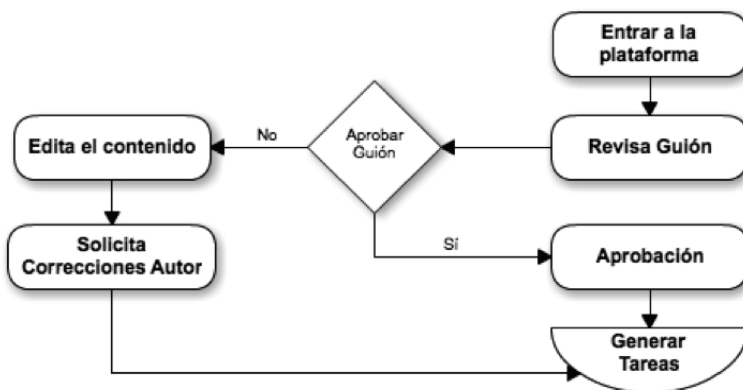 Entrar a la
plataforma
Revisa Guión
Aprobar
Guión
No
Edita el contenido
Solicita
Correcciones Autor
Sí
Aprobación
Generar
Tareas